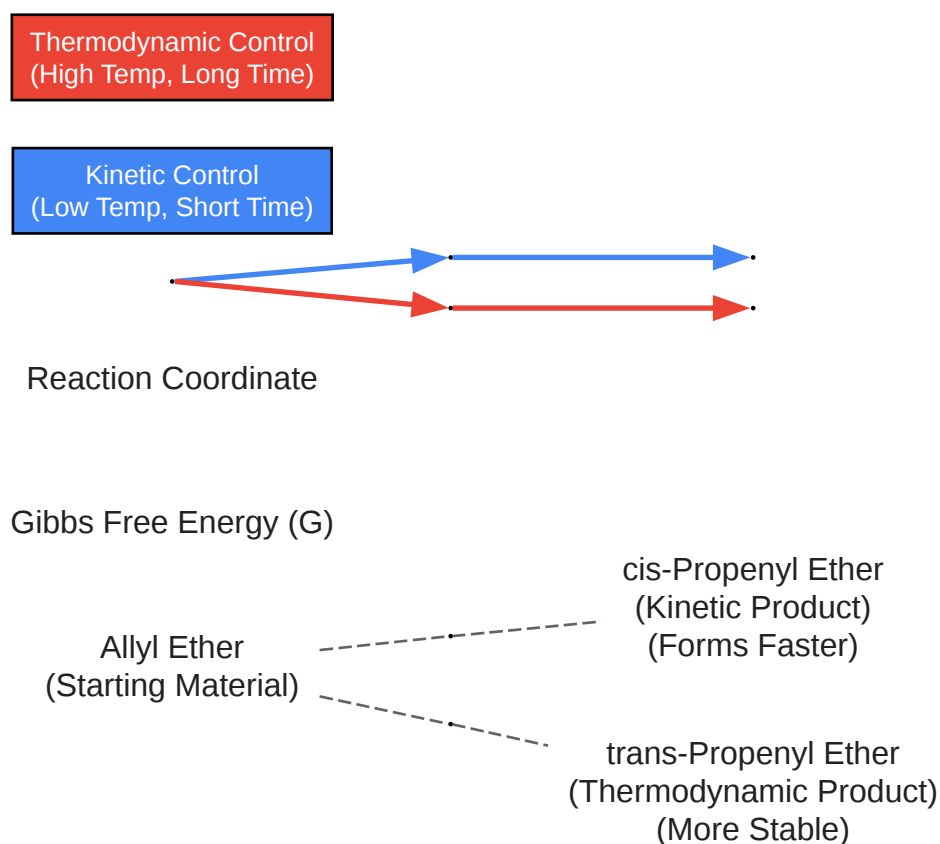 Thermodynamic Control
(High Temp, Long Time)
Kinetic Control
(Low Temp, Short Time)
Reaction Coordinate
Gibbs Free Energy (G)
cis-Propenyl Ether
(Kinetic Product)
(Forms Faster)
Allyl Ether
(Starting Material)
trans-Propenyl Ether
(Thermodynamic Product)
(More Stable)